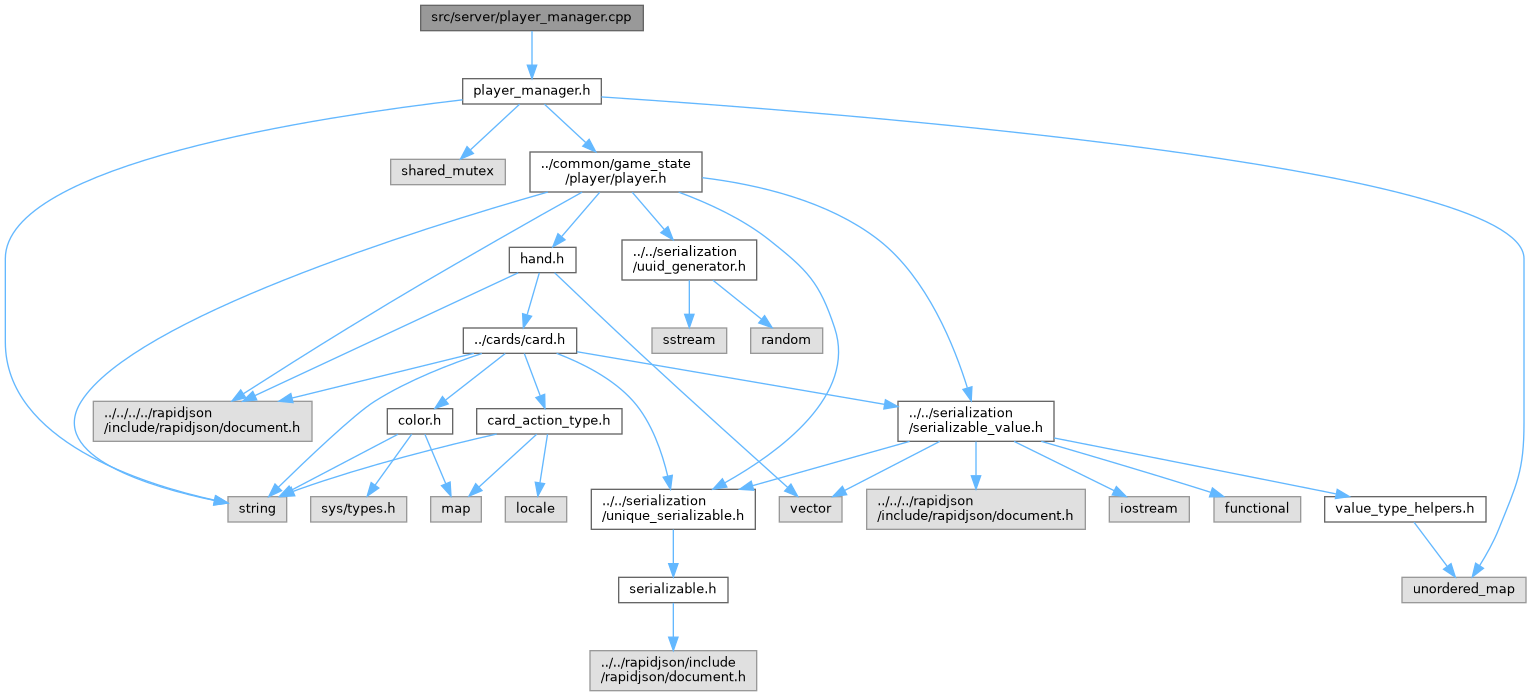 src/server/player_manager.cpp
player_manager.h
shared_mutex
../common/game_state
/player/player.h
hand.h
../../serialization
/uuid_generator.h
../cards/card.h
sstream
random
../../../../rapidjson
/include/rapidjson/document.h
color.h
card_action_type.h
../../serialization
/serializable_value.h
string
sys/types.h
map
locale
../../serialization
/unique_serializable.h
vector
../../../rapidjson
/include/rapidjson/document.h
iostream
functional
value_type_helpers.h
serializable.h
unordered_map
../../rapidjson/include
/rapidjson/document.h